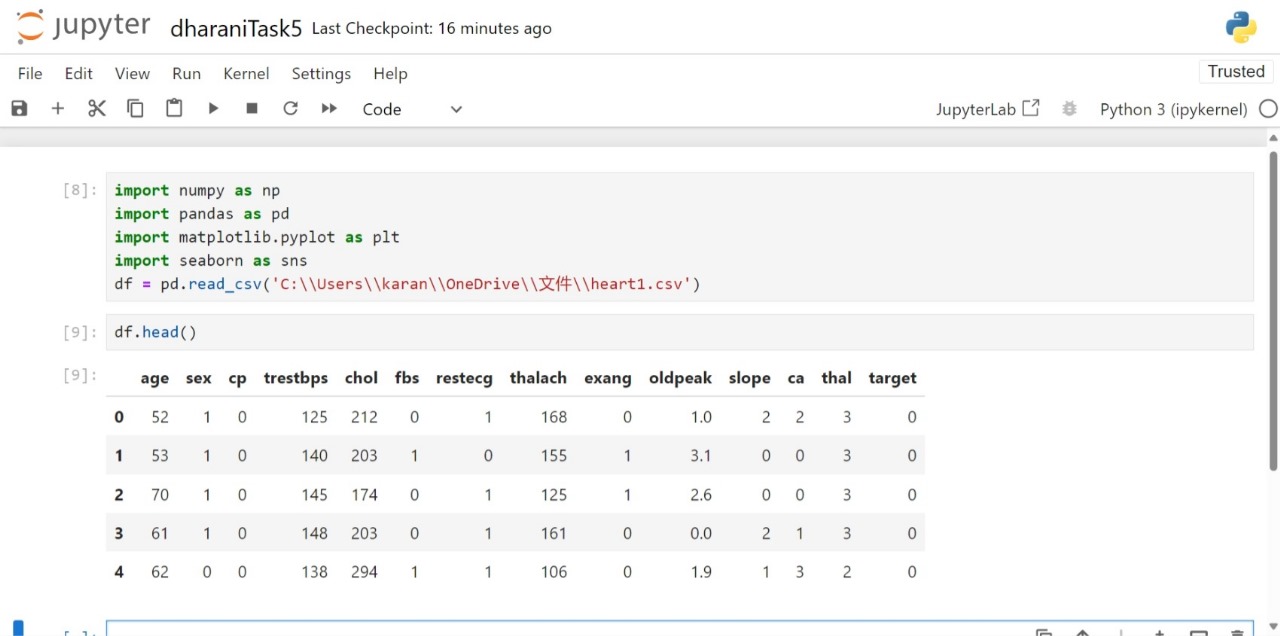 jupyter dharaniTask5 Last Checkpoint: 16 minutes ago
File Edit View Run Kernel Settings Help
Trusted
Code
JupyterLab Python 3 (ipykernel)
[8]: import numpy as np
import pandas as pd
import matplotlib.pyplot as plt
import seaborn as sns
df = pd.read_csv('C:\\Users\\karan\\OneDrive\\文件\\heart1.csv')
[9]: df.head()
[9]: age sex cp trestbps chol fbs restecg thalach exang oldpeak slope ca thal target
0 52 1 0 125 212 0 1 168 0 1.0 2 2 3 0
1 53 1 0 140 203 1 0 155 1 3.1 0 0 3 0
2 70 1 0 145 174 0 1 125 1 2.6 0 0 3 0
3 61 1 0 148 203 0 1 161 0 0.0 2 1 3 0
4 62 0 0 138 294 1 1 106 0 1.9 1 3 2 0
[ ]: